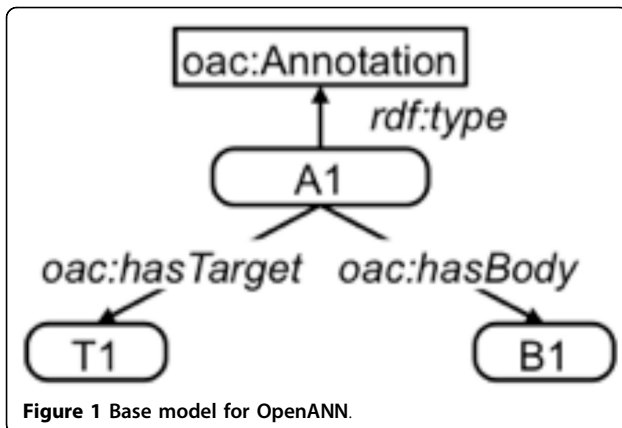 oac:Annotation
rdf:type
A1
oac:hasTarget oac:hasBody
T1 B1
Figure 1 Base model for OpenANN.